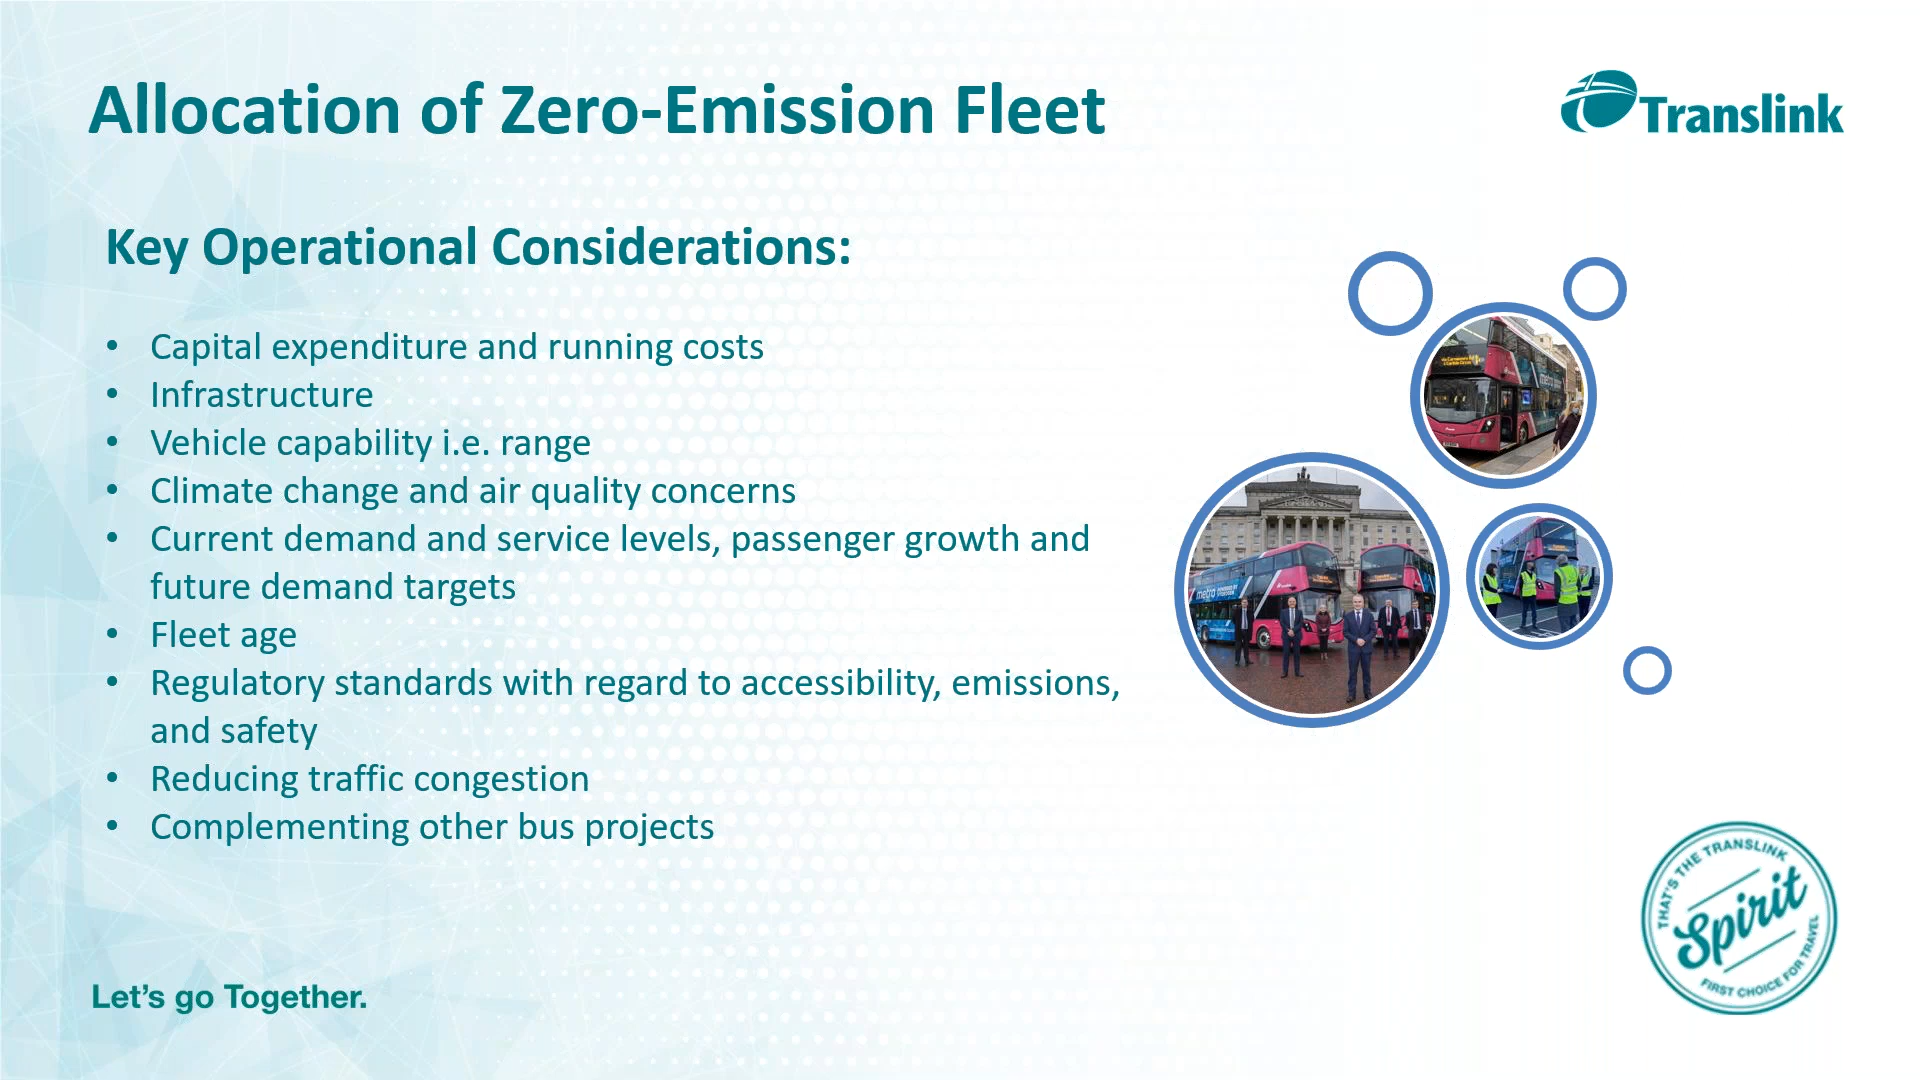 Allocation of Zero-Emission Fleet
Translink
Key Operational Considerations:
• Capital expenditure and running costs
• Infrastructure
• Vehicle capability i.e. range
• Climate change and air quality concerns
• Current demand and service levels, passenger growth and
future demand targets
• Fleet age
• Regulatory standards with regard to accessibility, emissions,
and safety
• Reducing traffic congestion
• Complementing other bus projects
metro
metro
THAT'S THE TRANSLINK
Spirit
FIRST CHOICE FOR TRAVEL
Let's go Together.